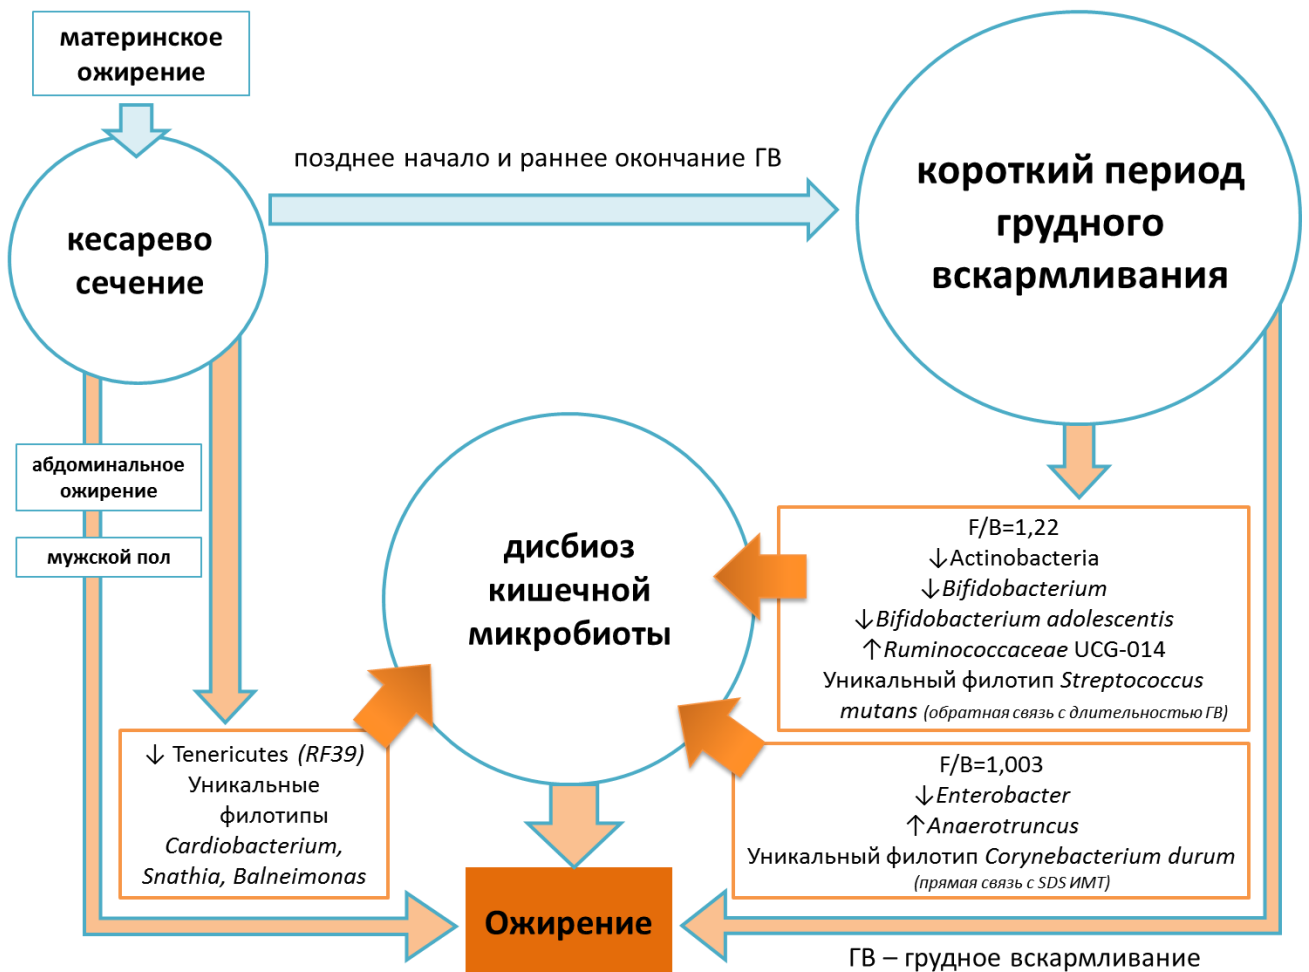 материнское
ожирение
позднее начало и раннее окончание ГВ
кесарево
сечение
короткий период
грудного
вскармливания
абдоминальное
ожирение
мужской пол
дисбиоз
кишечной
микробиоты
F/B=1,22
↓Actinobacteria
↓Bifidobacterium
↓Bifidobacterium adolescentis
↑Ruminococcaceae UCG-014
Уникальный филотип Streptococcus
mutans (обратная связь с длительностью ГВ)
↓ Tenericutes (RF39)
Уникальные
филотипы
Cardiobacterium,
Snathia, Balneimonas
F/B=1,003
↓Enterobacter
↑Anaerotruncus
Уникальный филотип Corynebacterium durum
(прямая связь с SDS ИМТ)
Ожирение
ГВ – грудное вскармливание